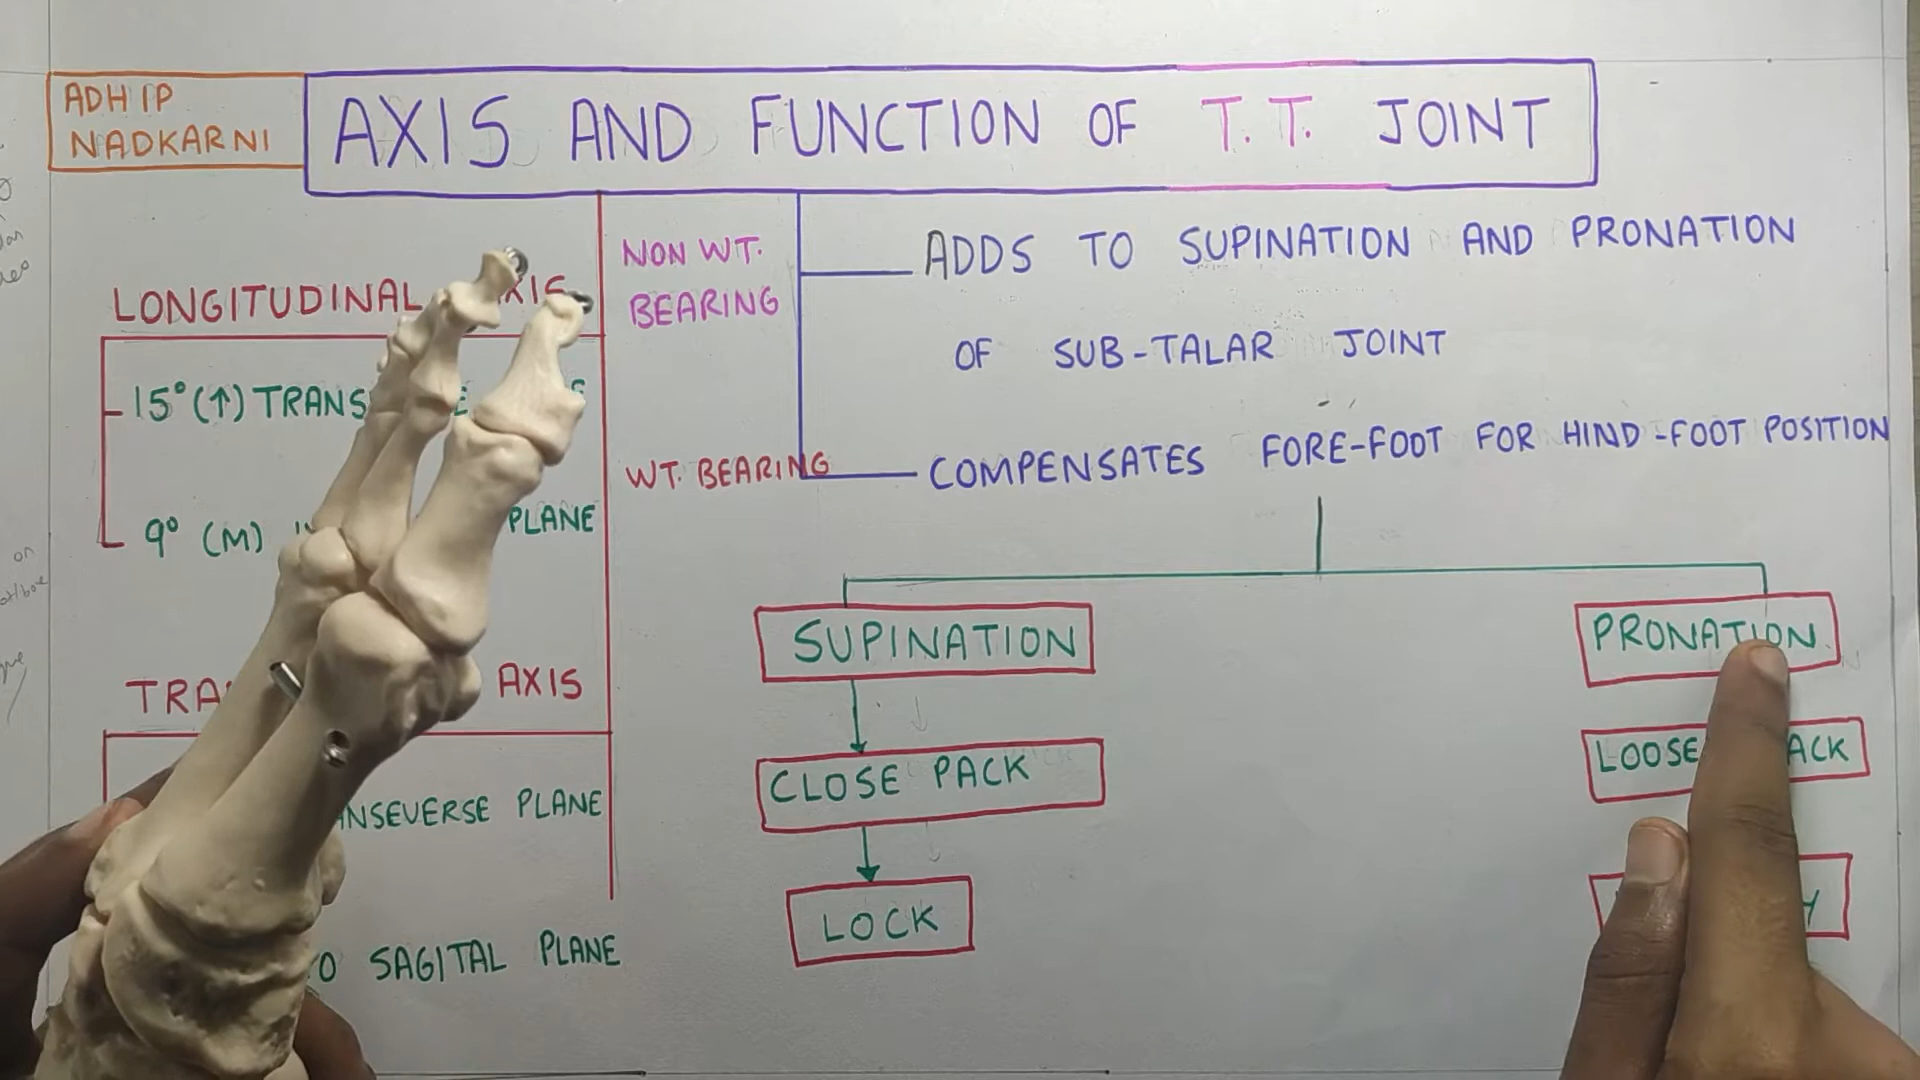 ADHIP
NADKARNI
AXIS AND FUNCTION OF T.T. JOINT
LONGITUDINAL
15° (↑) TRANS
9° (M)
PLANE
AXIS
NSEVERSE PLANE
SAGITAL PLANE
NON WT.
BEARING
WT. BEARING
ADDS TO SUPINATION AND PRONATION
OF SUB-TALAR JOINT
COMPENSATES FORE-FOOT FOR HIND-FOOT POSITION
SUPINATION
CLOSE PACK
LOCK
PRONATION
LOOSE ACK